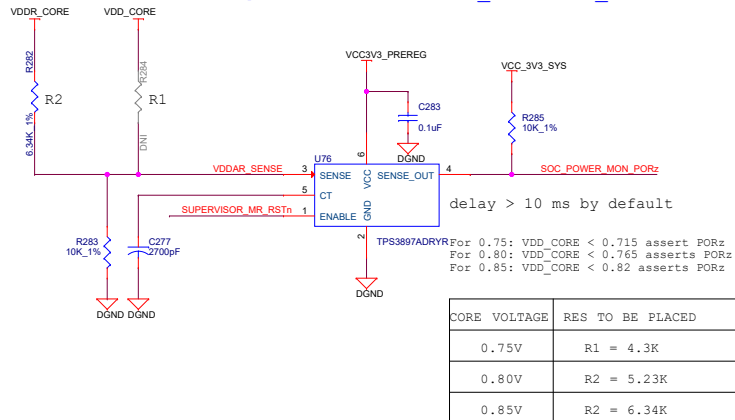 VDDR_CORE
VDD_CORE
R282
R2
6.34K 1%
R284
R1
DNI
VCC3V3_PREREG
C283
0.1uF
DGND
VCC_3V3_SYS
R285
10K_1%
VDDAR_SENSE
U76
3
SENSE
VCC
6
SENSE_OUT
4
SOC_POWER_MON_PORz
5
CT
SUPERVISOR_MR_RSTn
1
ENABLE
GND
2
TPS3897ADRYR
DGND
R283
10K_1%
C277
2700pF
DGND
DGND
delay > 10 ms by default
For 0.75: VDD_CORE < 0.715 assert PORz
For 0.80: VDD_CORE < 0.765 asserts PORz
For 0.85: VDD_CORE < 0.82 asserts PORz
CORE VOLTAGE RES TO BE PLACED
0.75V R1 = 4.3K
0.80V R2 = 5.23K
0.85V R2 = 6.34K